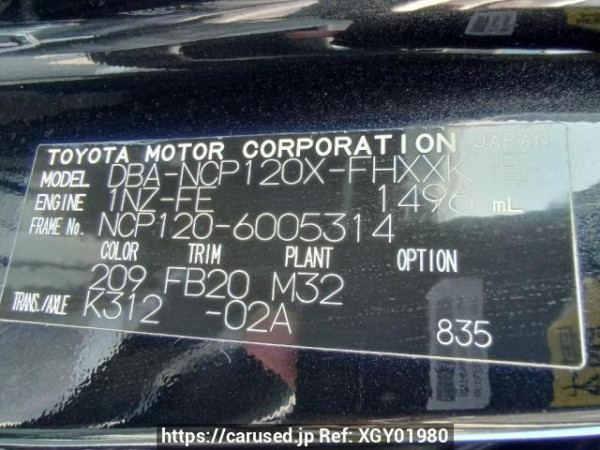 TOYOTA MOTOR CORPORATION JAPAN
MODEL DBA-NCP120X-FHXXK
ENGINE 1NZ-FE 1496 mL
FRAME No. NCP120-6005314
COLOR TRIM PLANT OPTION
209 FB20 M32
TRANS./AXLE K312 -02A
835
https://carused.jp Ref: XGY01980